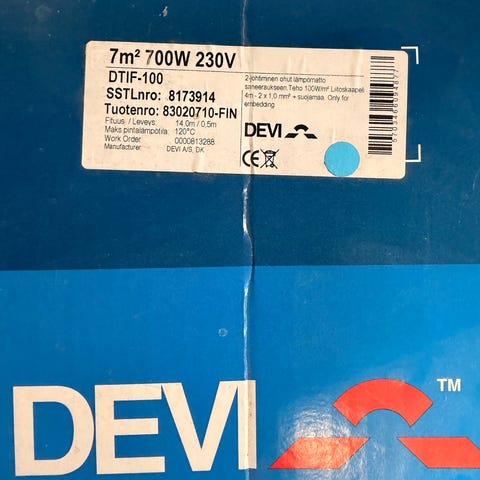 7m² 700W 230V
DTIF-100
SSTLnro: 8173914
Tuotenro: 83020710-FIN
Pituus / Leveys: 14,0m / 0,5m
Maks.pintalämpötila: 120°C
Work Order 0000813288
Manufacturer DEVI A/S, DK
2-johtiminen ohut lämpömatto
saneeraukseen.Teho 100W/m² Liitoskaapeli
4m - 2 x 1,0 mm² + suojamaa. Only for
embedding
DEVI
CE
5703466094877
DEVI TM